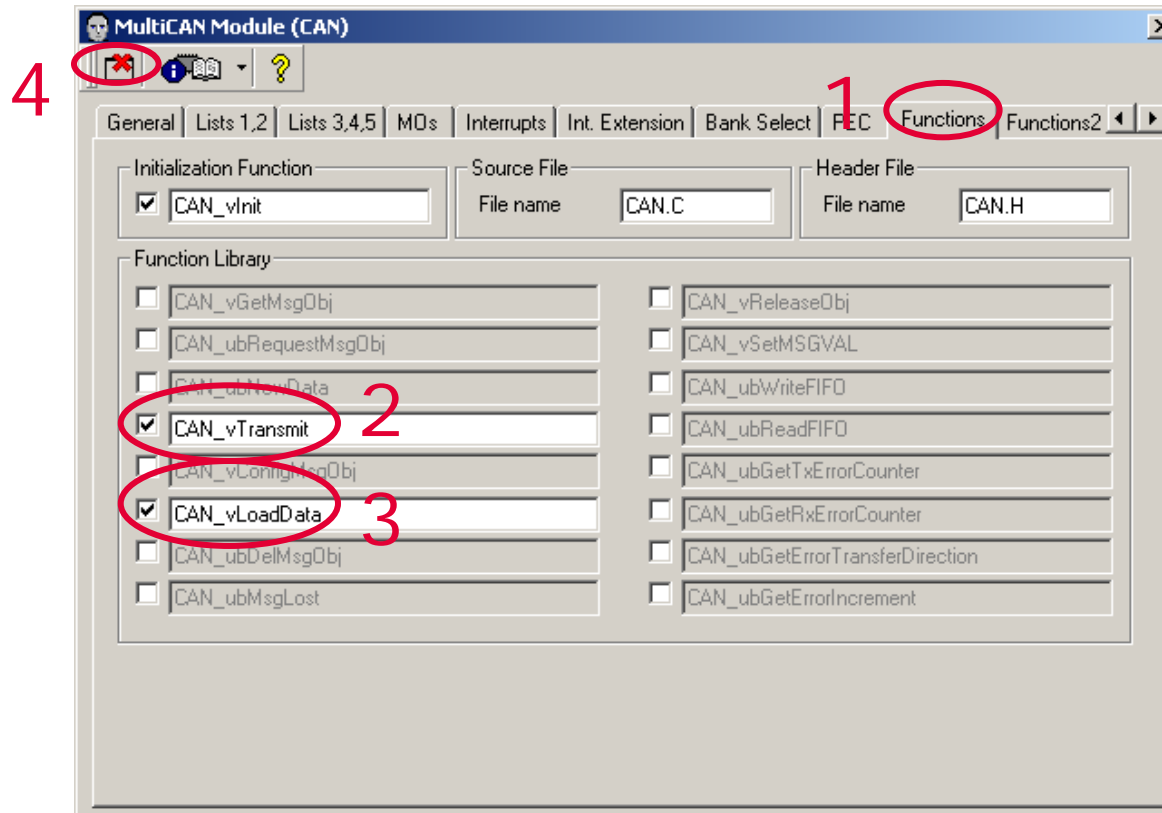 MultiCAN Module (CAN)
4
1
General Lists 1,2 Lists 3,4,5 MOs Interrupts Int. Extension Bank Select PEC Functions Functions2
Initialization Function Source File Header File
CAN_vInit File name CAN.C File name CAN.H
Function Library
CAN_vGetMsgObj CAN_vReleaseObj
CAN_ubRequestMsgObj CAN_vSetMSGVAL
CAN_ubNewData CAN_ubWriteFIFO
CAN_vTransmit 2 CAN_ubReadFIFO
CAN_vConfigMsgObj CAN_ubGetTxErrorCounter
CAN_vLoadData 3 CAN_ubGetRxErrorCounter
CAN_ubDelMsgObj CAN_ubGetErrorTransferDirection
CAN_ubMsgLost CAN_ubGetErrorIncrement